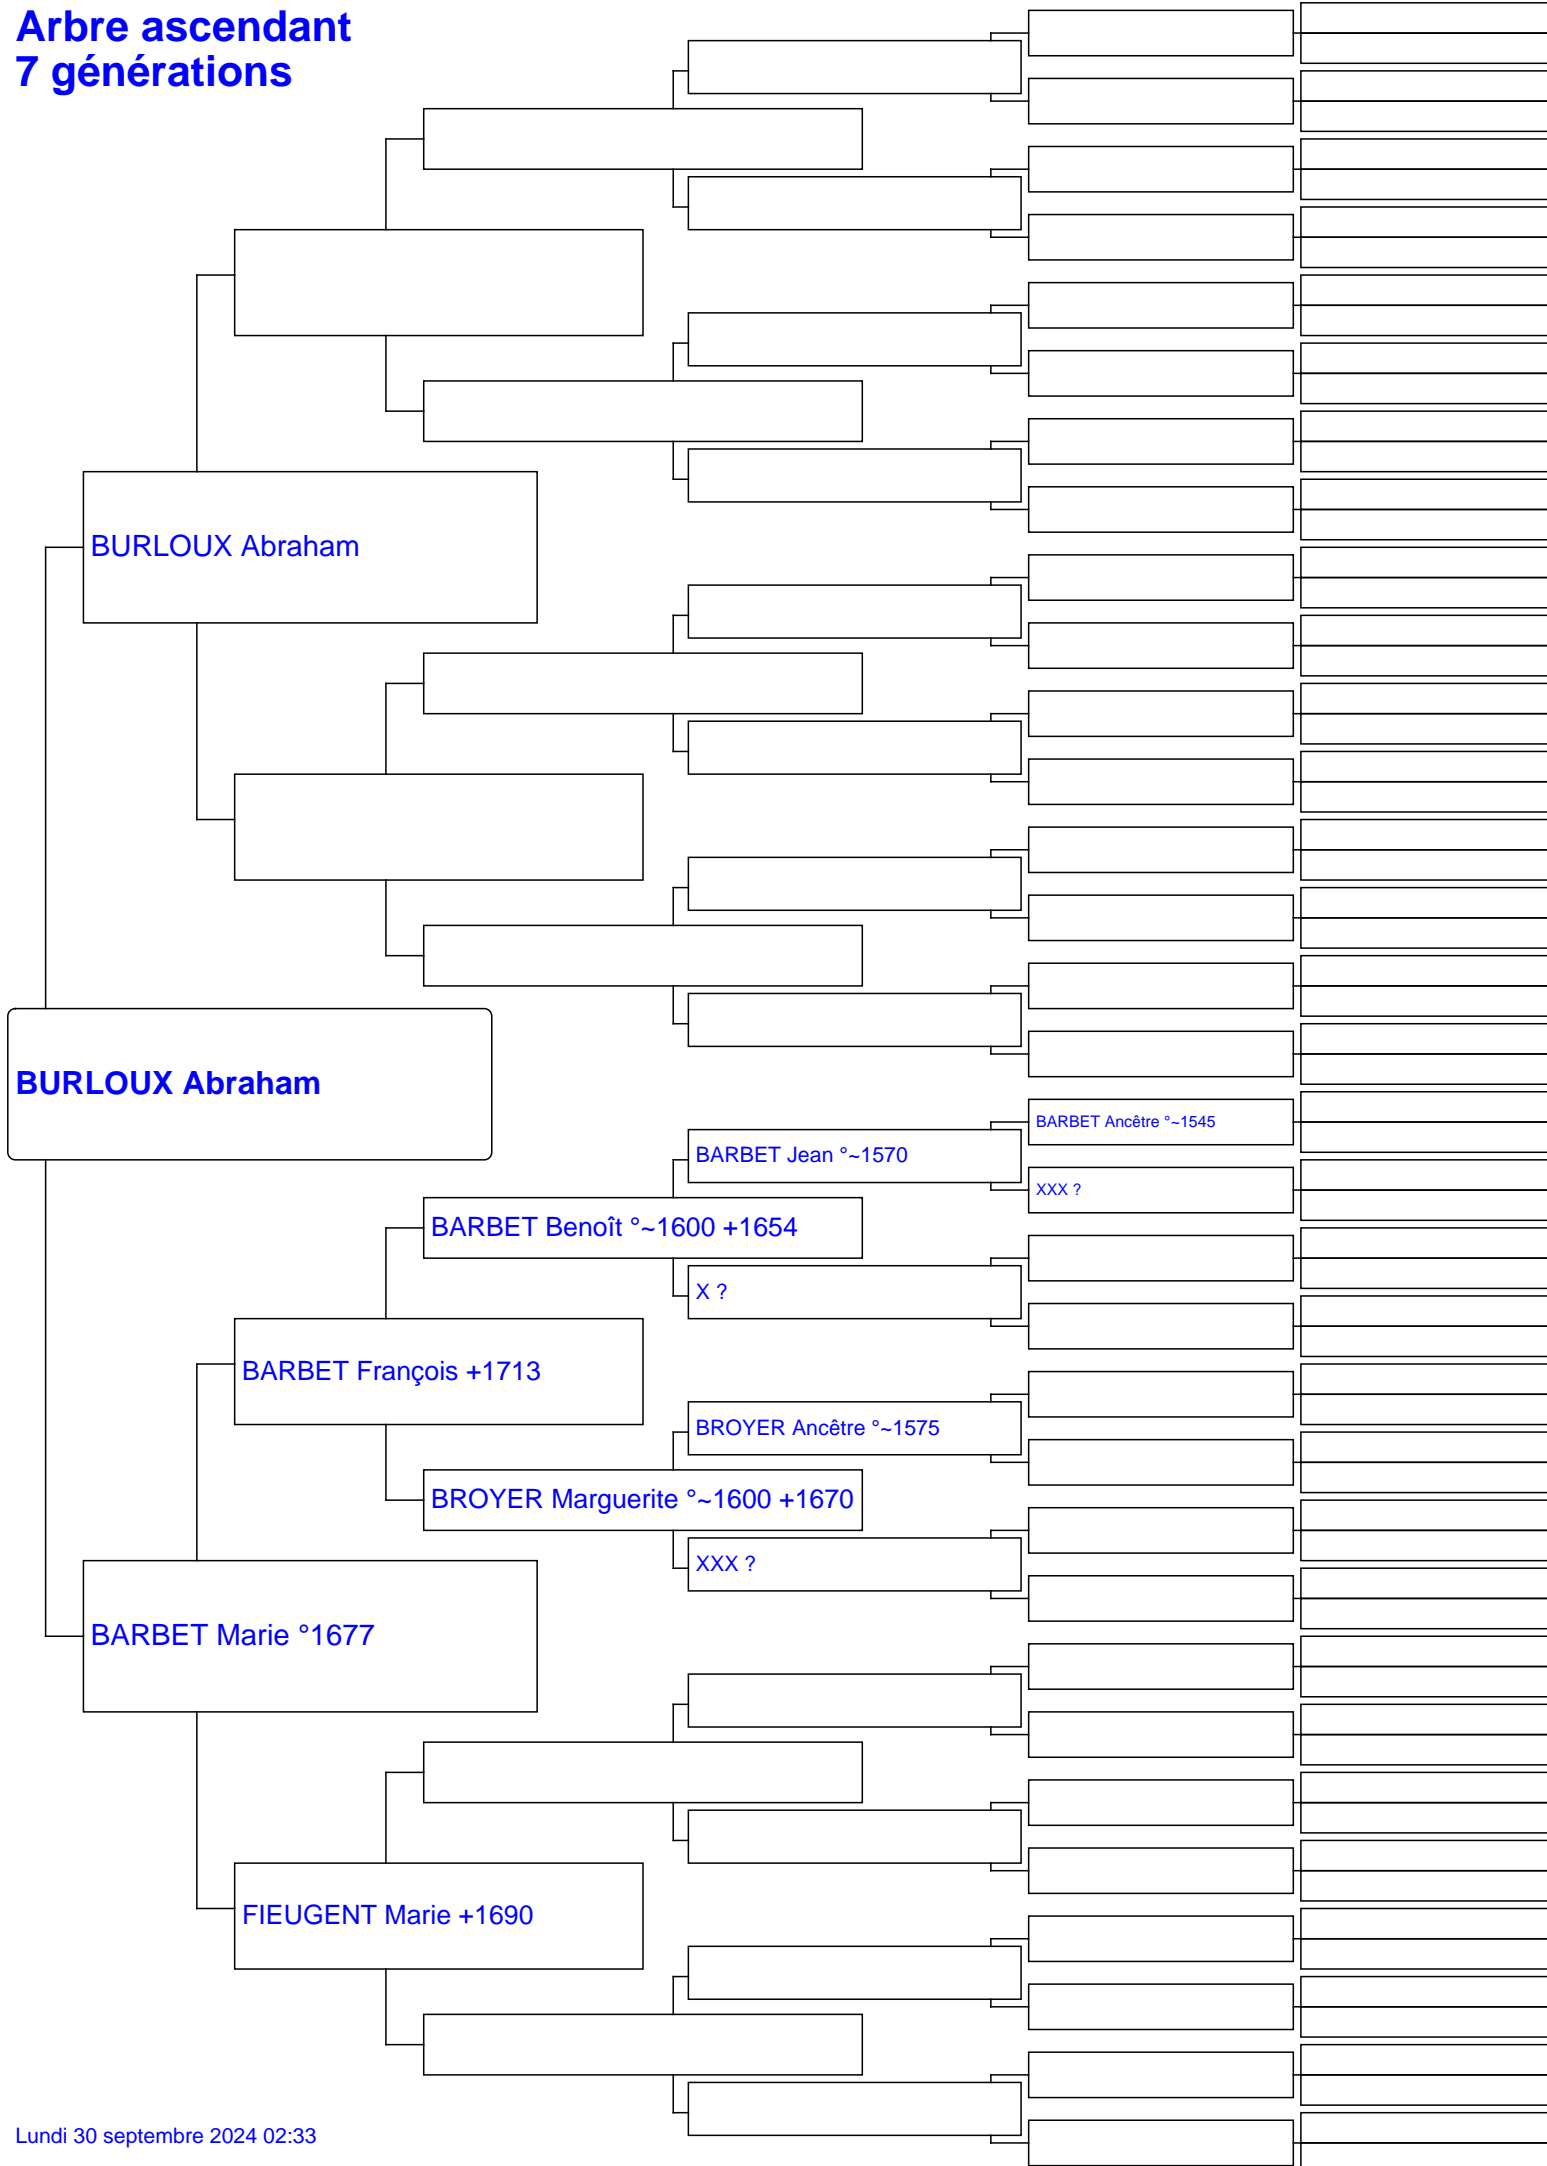 Arbre ascendant
7 générations
BURLOUX Abraham
BURLOUX Abraham
BARBET Ancêtre °~1545
BARBET Jean °~1570
XXX ?
BARBET Benoît °~1600 +1654
X ?
BARBET François +1713
BROYER Ancêtre °~1575
BROYER Marguerite °~1600 +1670
XXX ?
BARBET Marie °1677
FIEUGENT Marie +1690
Lundi 30 septembre 2024 02:33